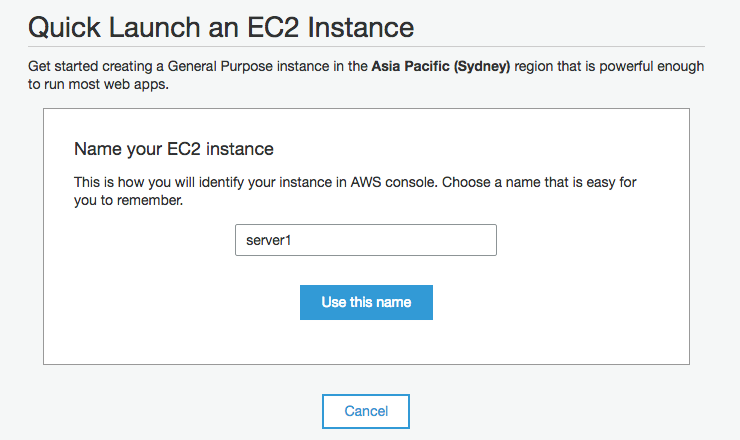 Quick Launch an EC2 Instance
Get started creating a General Purpose instance in the Asia Pacific (Sydney) region that is powerful enough
to run most web apps.
Name your EC2 instance
This is how you will identify your instance in AWS console. Choose a name that is easy for
you to remember.
server1
Use this name
Cancel